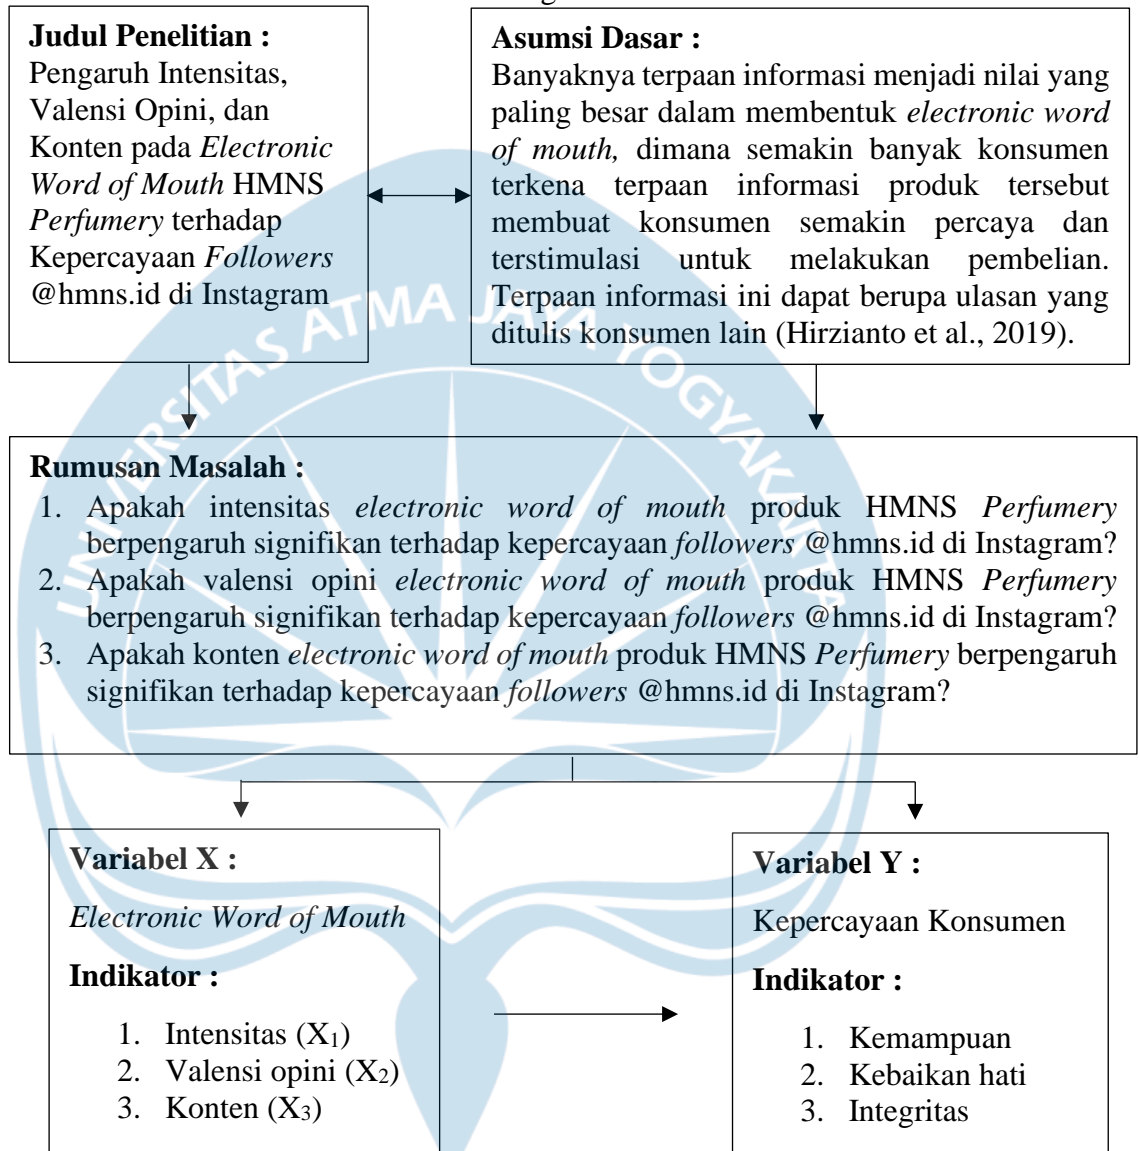 Judul Penelitian :
Pengaruh Intensitas,
Valensi Opini, dan
Konten pada Electronic
Word of Mouth HMNS
Perfumery terhadap
Kepercayaan Followers
@hmns.id di Instagram
Asumsi Dasar :
Banyaknya terpaan informasi menjadi nilai yang
paling besar dalam membentuk electronic word
of mouth, dimana semakin banyak konsumen
terkena terpaan informasi produk tersebut
membuat konsumen semakin percaya dan
terstimulasi untuk melakukan pembelian.
Terpaan informasi ini dapat berupa ulasan yang
ditulis konsumen lain (Hirzianto et al., 2019).
UNIVERSITAS ATMA JAYA YOGYAKARTA
Rumusan Masalah :
1. Apakah intensitas electronic word of mouth produk HMNS Perfumery
berpengaruh signifikan terhadap kepercayaan followers @hmns.id di Instagram?
2. Apakah valensi opini electronic word of mouth produk HMNS Perfumery
berpengaruh signifikan terhadap kepercayaan followers @hmns.id di Instagram?
3. Apakah konten electronic word of mouth produk HMNS Perfumery berpengaruh
signifikan terhadap kepercayaan followers @hmns.id di Instagram?
Variabel X :
Electronic Word of Mouth
Indikator :
1. Intensitas (X₁)
2. Valensi opini (X₂)
3. Konten (X₃)
Variabel Y :
Kepercayaan Konsumen
Indikator :
1. Kemampuan
2. Kebaikan hati
3. Integritas